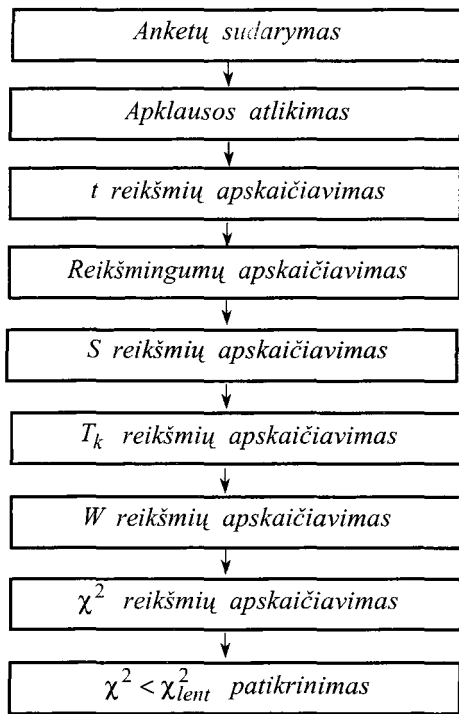 Anketų sudarymas
Apklausos atlikimas
t reikšmių apskaičiavimas
Reikšmingumų apskaičiavimas
S reikšmių apskaičiavimas
T_k reikšmių apskaičiavimas
W reikšmių apskaičiavimas
χ² reikšmių apskaičiavimas
χ² < χ²_lent patikrinimas